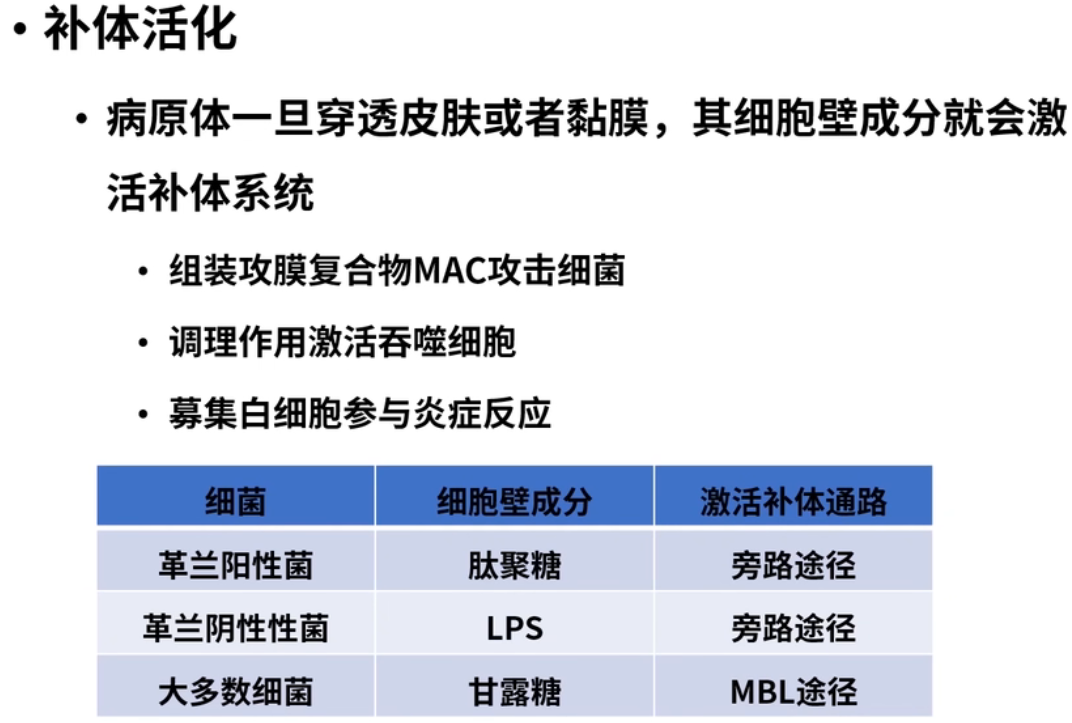 • 补体活化
• 病原体一旦穿透皮肤或者黏膜，其细胞壁成分就会激
活补体系统
• 组装攻膜复合物MAC攻击细菌
• 调理作用激活吞噬细胞
• 募集白细胞参与炎症反应
细菌 细胞壁成分 激活补体通路
革兰阳性菌 肽聚糖 旁路途径
革兰阴性性菌 LPS 旁路途径
大多数细菌 甘露糖 MBL途径